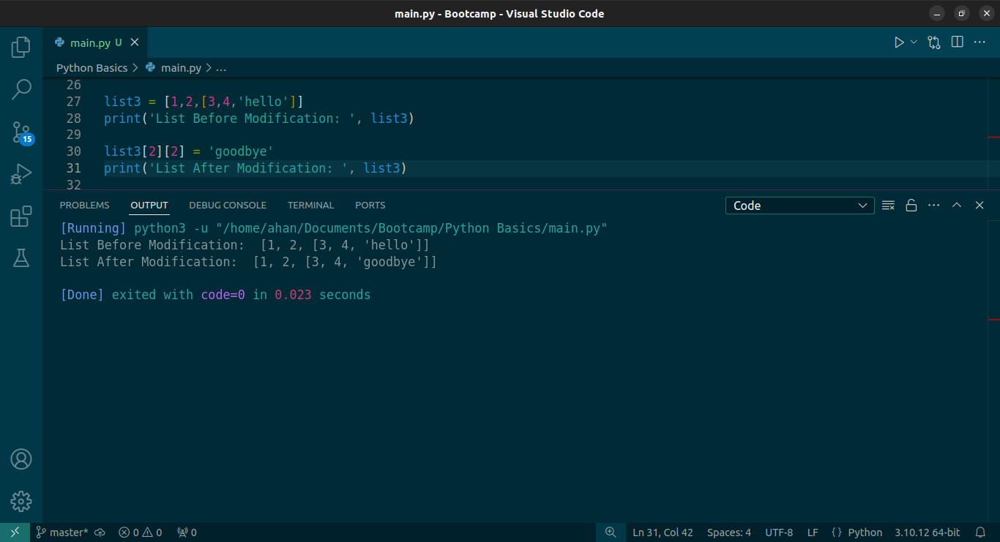 main.py - Bootcamp - Visual Studio Code
main.py U
Python Basics > main.py > ...
26
27 list3 = [1,2,[3,4,'hello']]
28 print('List Before Modification: ', list3)
29
30 list3[2][2] = 'goodbye'
31 print('List After Modification: ', list3)
32
15
PROBLEMS OUTPUT DEBUG CONSOLE TERMINAL PORTS Code
[Running] python3 -u "/home/ahan/Documents/Bootcamp/Python Basics/main.py"
List Before Modification:  [1, 2, [3, 4, 'hello']]
List After Modification:  [1, 2, [3, 4, 'goodbye']]
[Done] exited with code=0 in 0.023 seconds
master* 0 0 0 Ln 31, Col 42 Spaces: 4 UTF-8 LF {} Python 3.10.12 64-bit